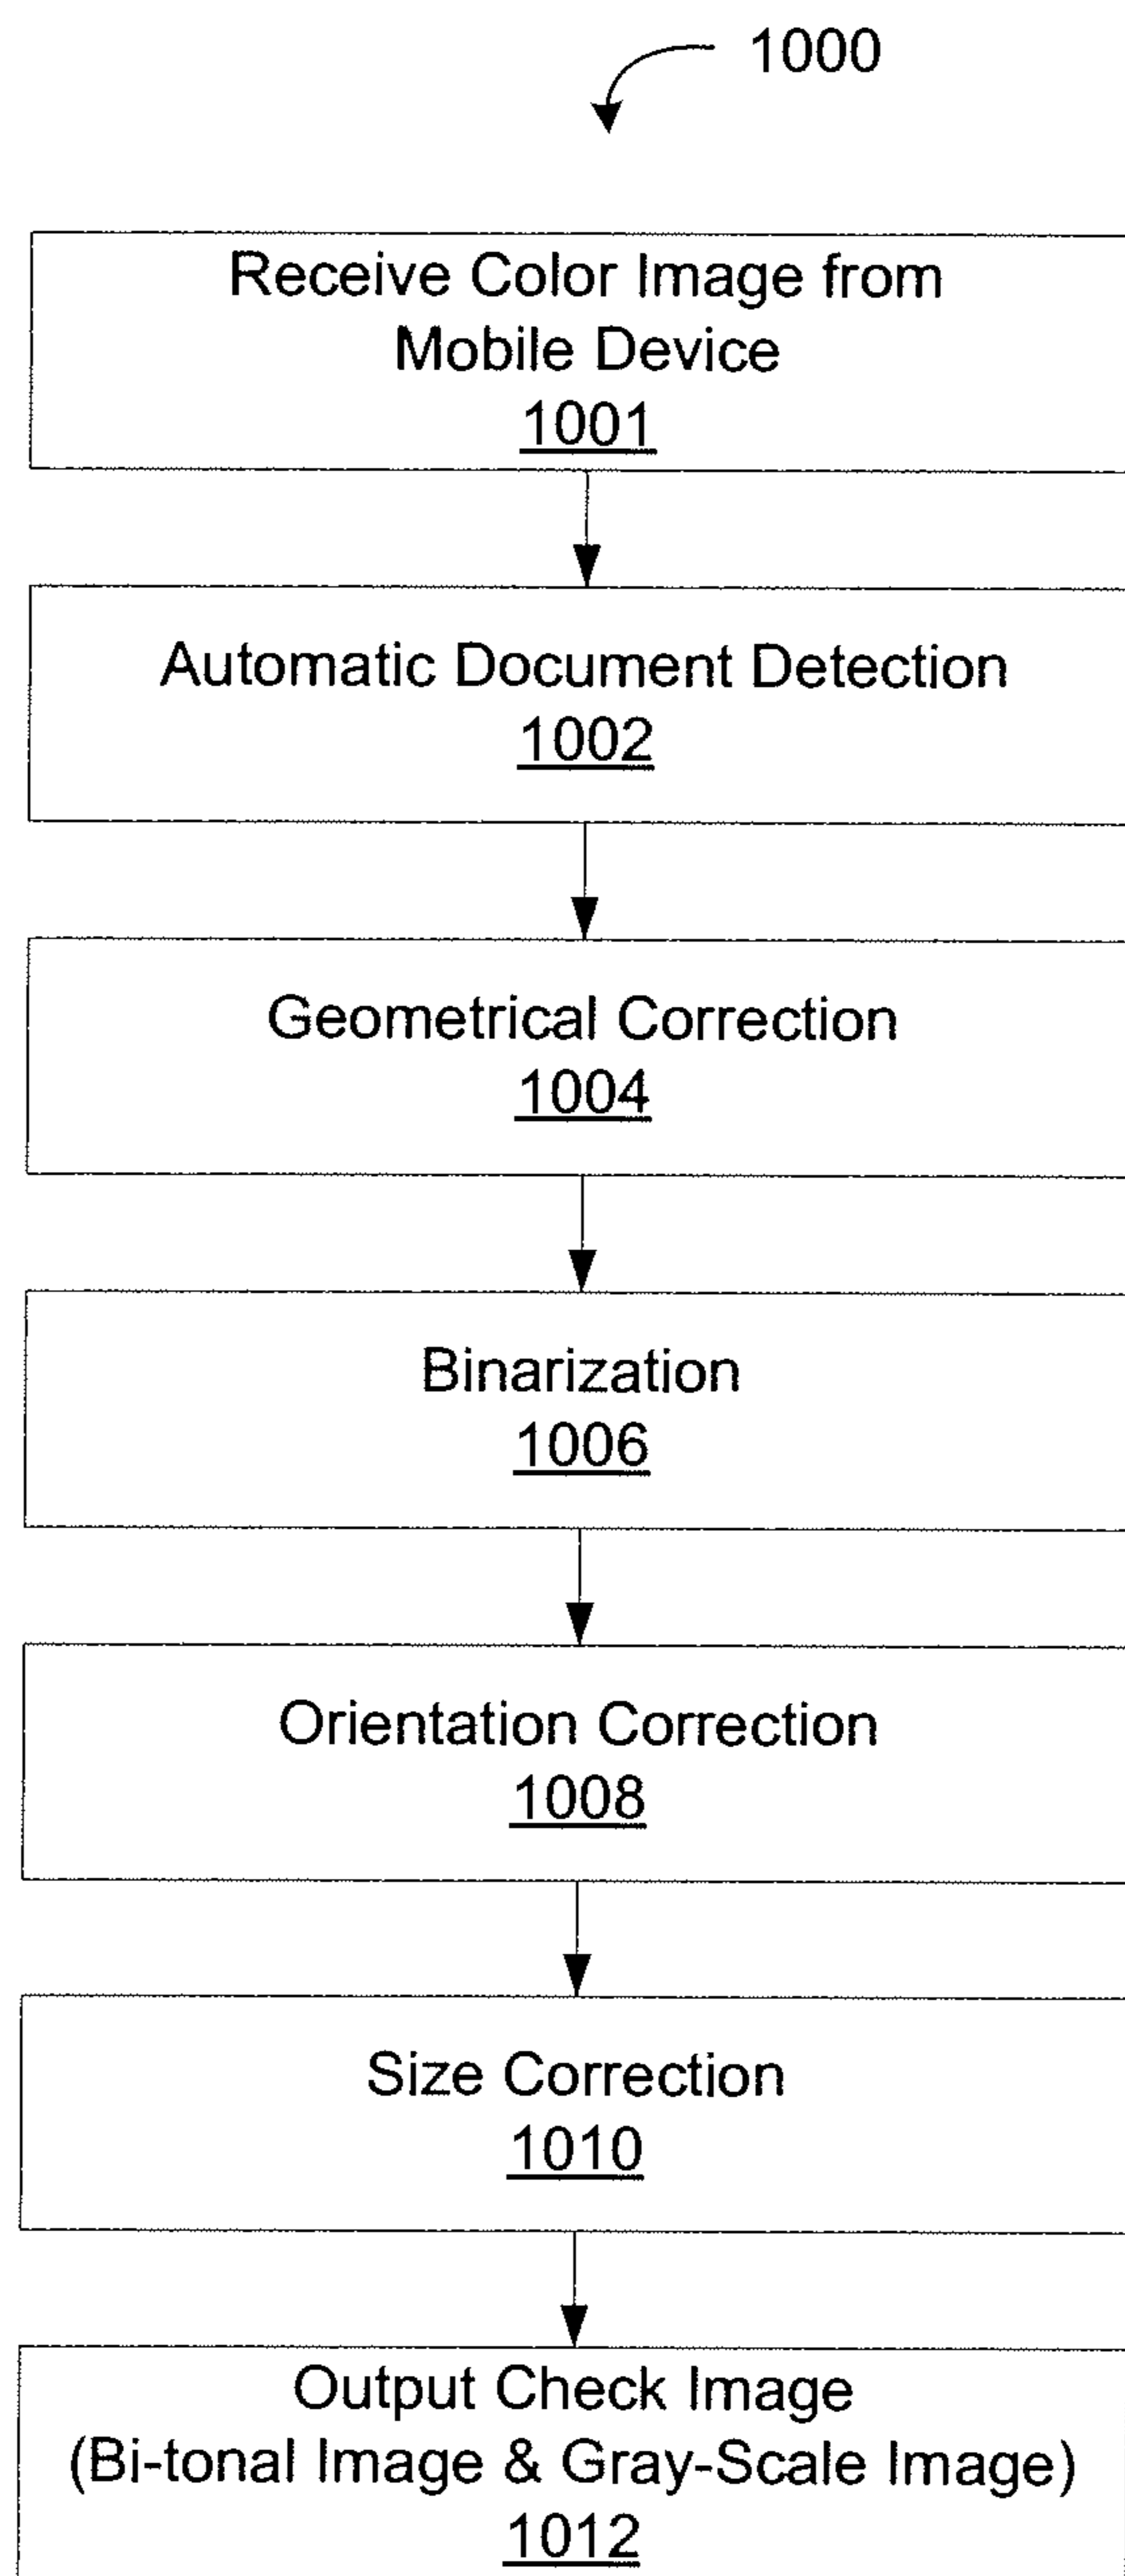 1000
Receive Color Image from
Mobile Device
1001
Automatic Document Detection
1002
Geometrical Correction
1004
Binarization
1006
Orientation Correction
1008
Size Correction
1010
Output Check Image
(Bi-tonal Image & Gray-Scale Image)
1012